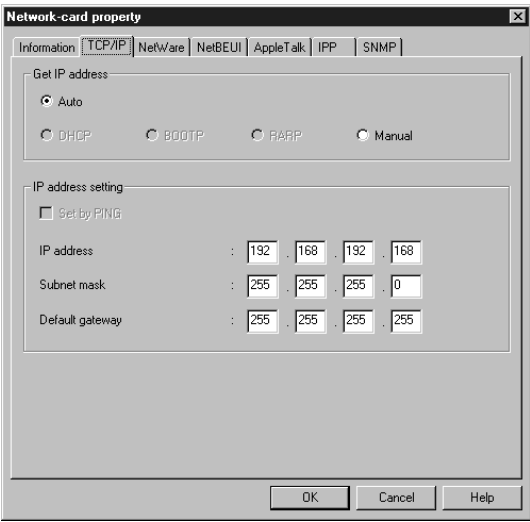 Network-card property
Information TCP/IP NetWare NetBEUI AppleTalk IPP SNMP
Get IP address
Auto
DHCP BOOTP RARP Manual
IP address setting
Set by PING
IP address : 192 . 168 . 192 . 168
Subnet mask : 255 . 255 . 255 . 0
Default gateway : 255 . 255 . 255 . 255
OK Cancel Help